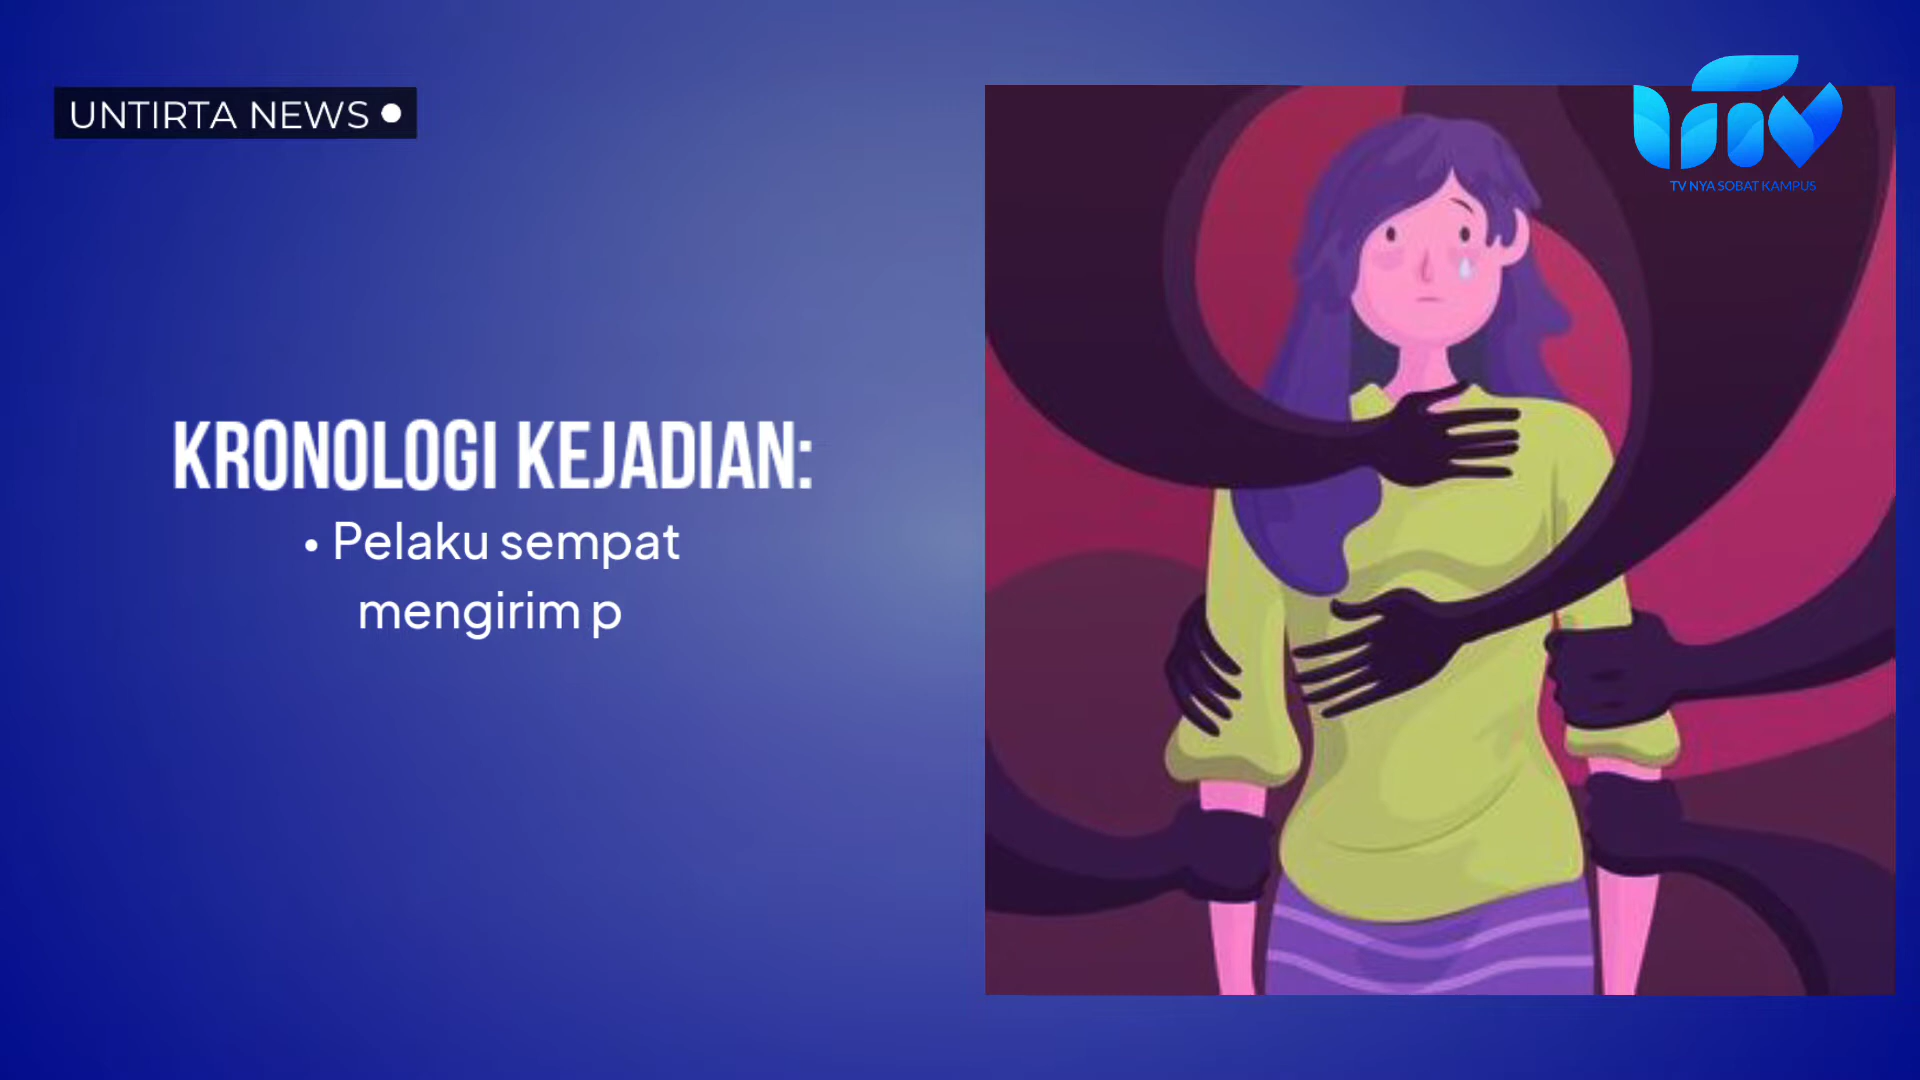 UNTIRTA NEWS
TV NYA SOBAT KAMPUS
KRONOLOGI KEJADIAN:
• Pelaku sempat
mengirim p